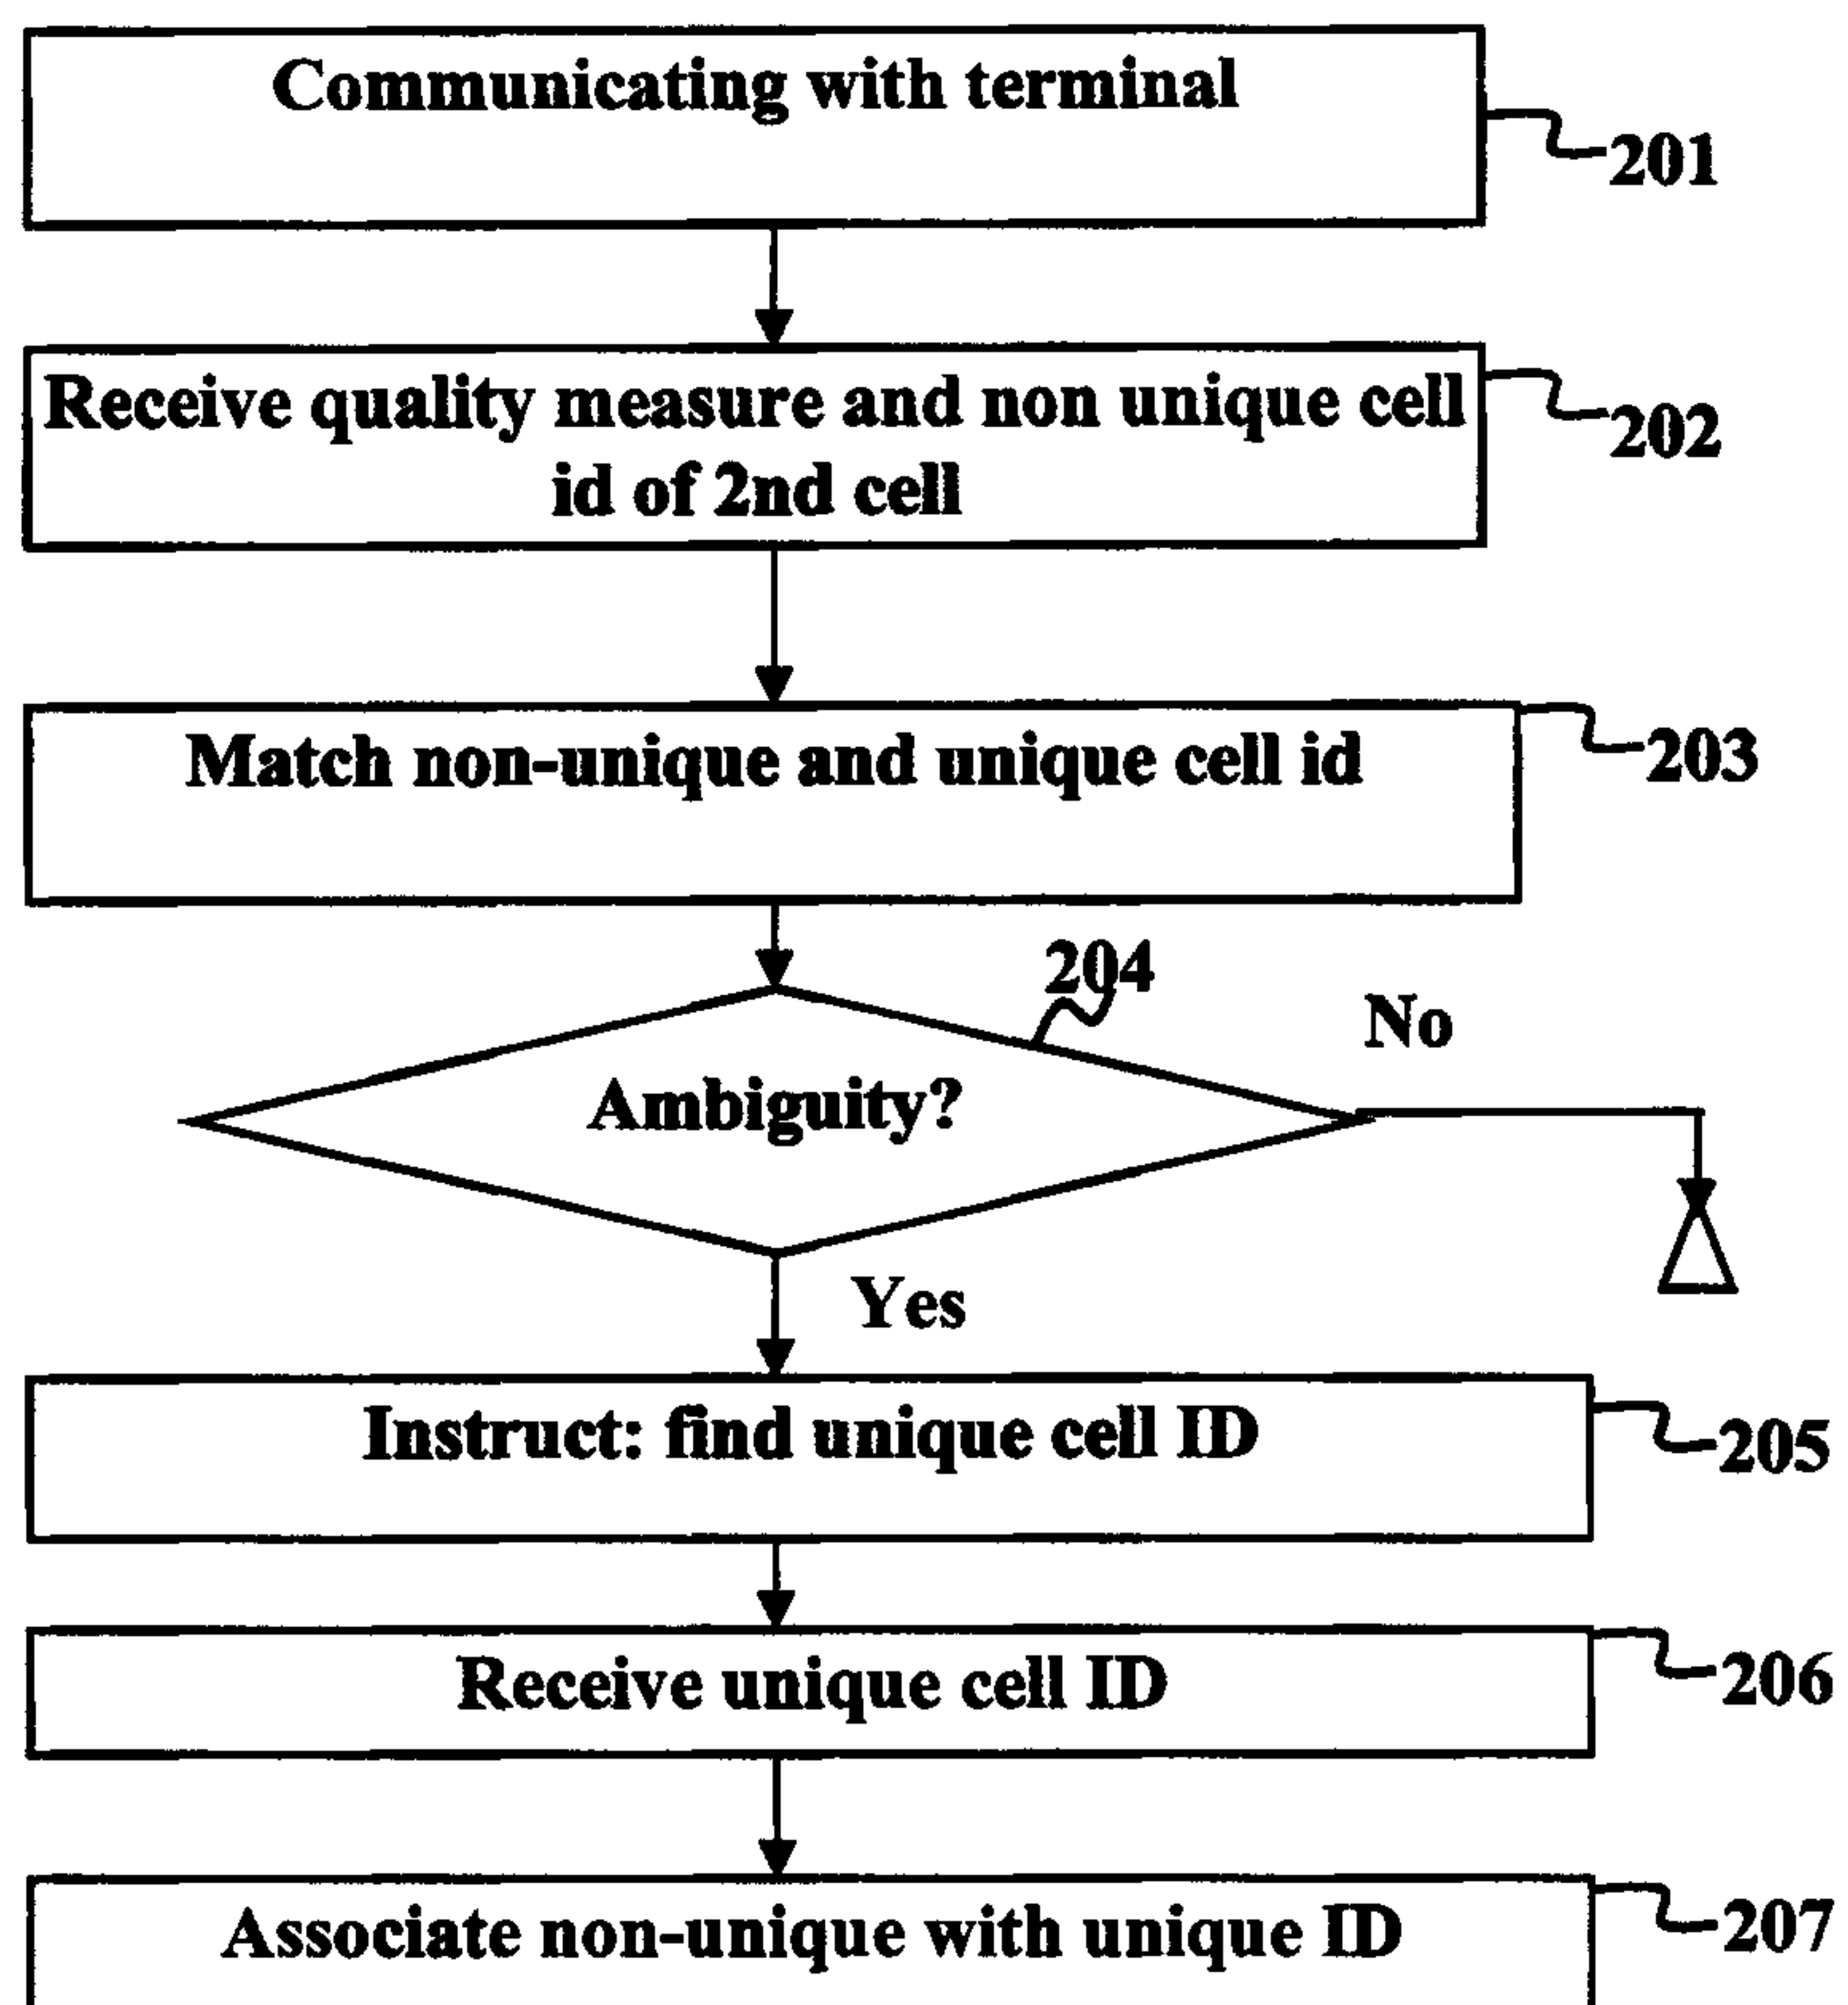 Communicating with terminal
201
Receive quality measure and non unique cell
id of 2nd cell
202
Match non-unique and unique cell id
203
204
No
Ambiguity?
Yes
Instruct: find unique cell ID
205
Receive unique cell ID
206
Associate non-unique with unique ID
207